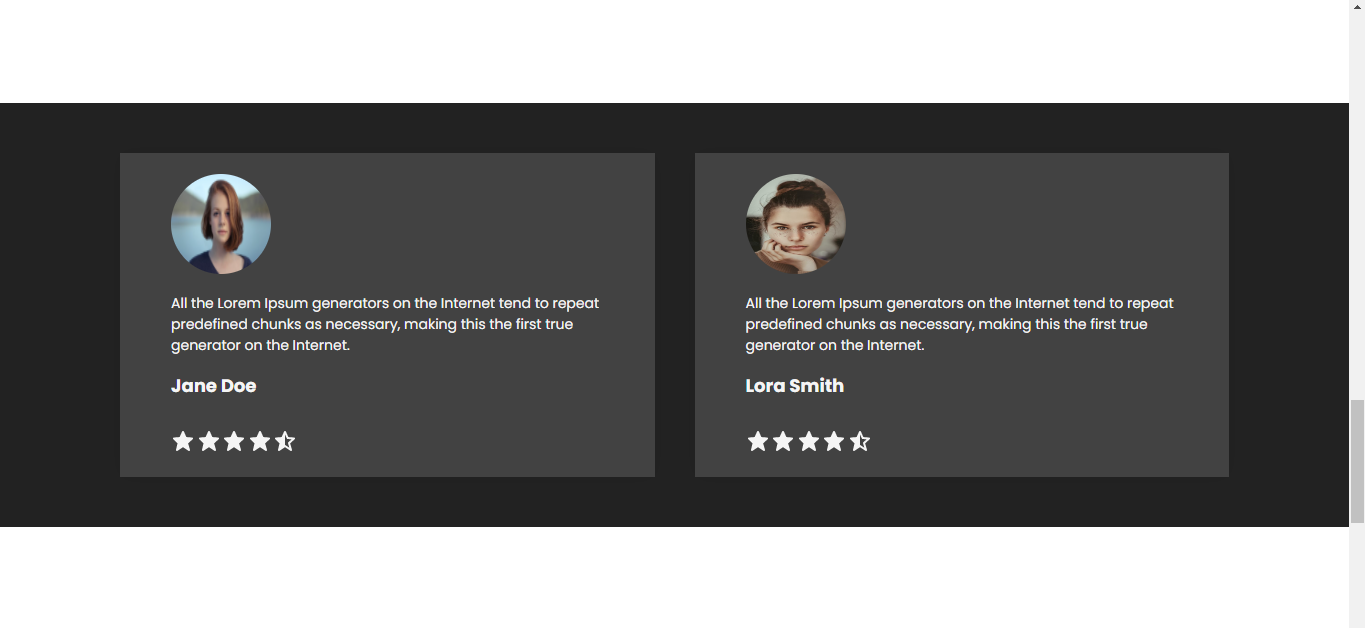 All the Lorem Ipsum generators on the Internet tend to repeat
predefined chunks as necessary, making this the first true
generator on the Internet.
Jane Doe
All the Lorem Ipsum generators on the Internet tend to repeat
predefined chunks as necessary, making this the first true
generator on the Internet.
Lora Smith